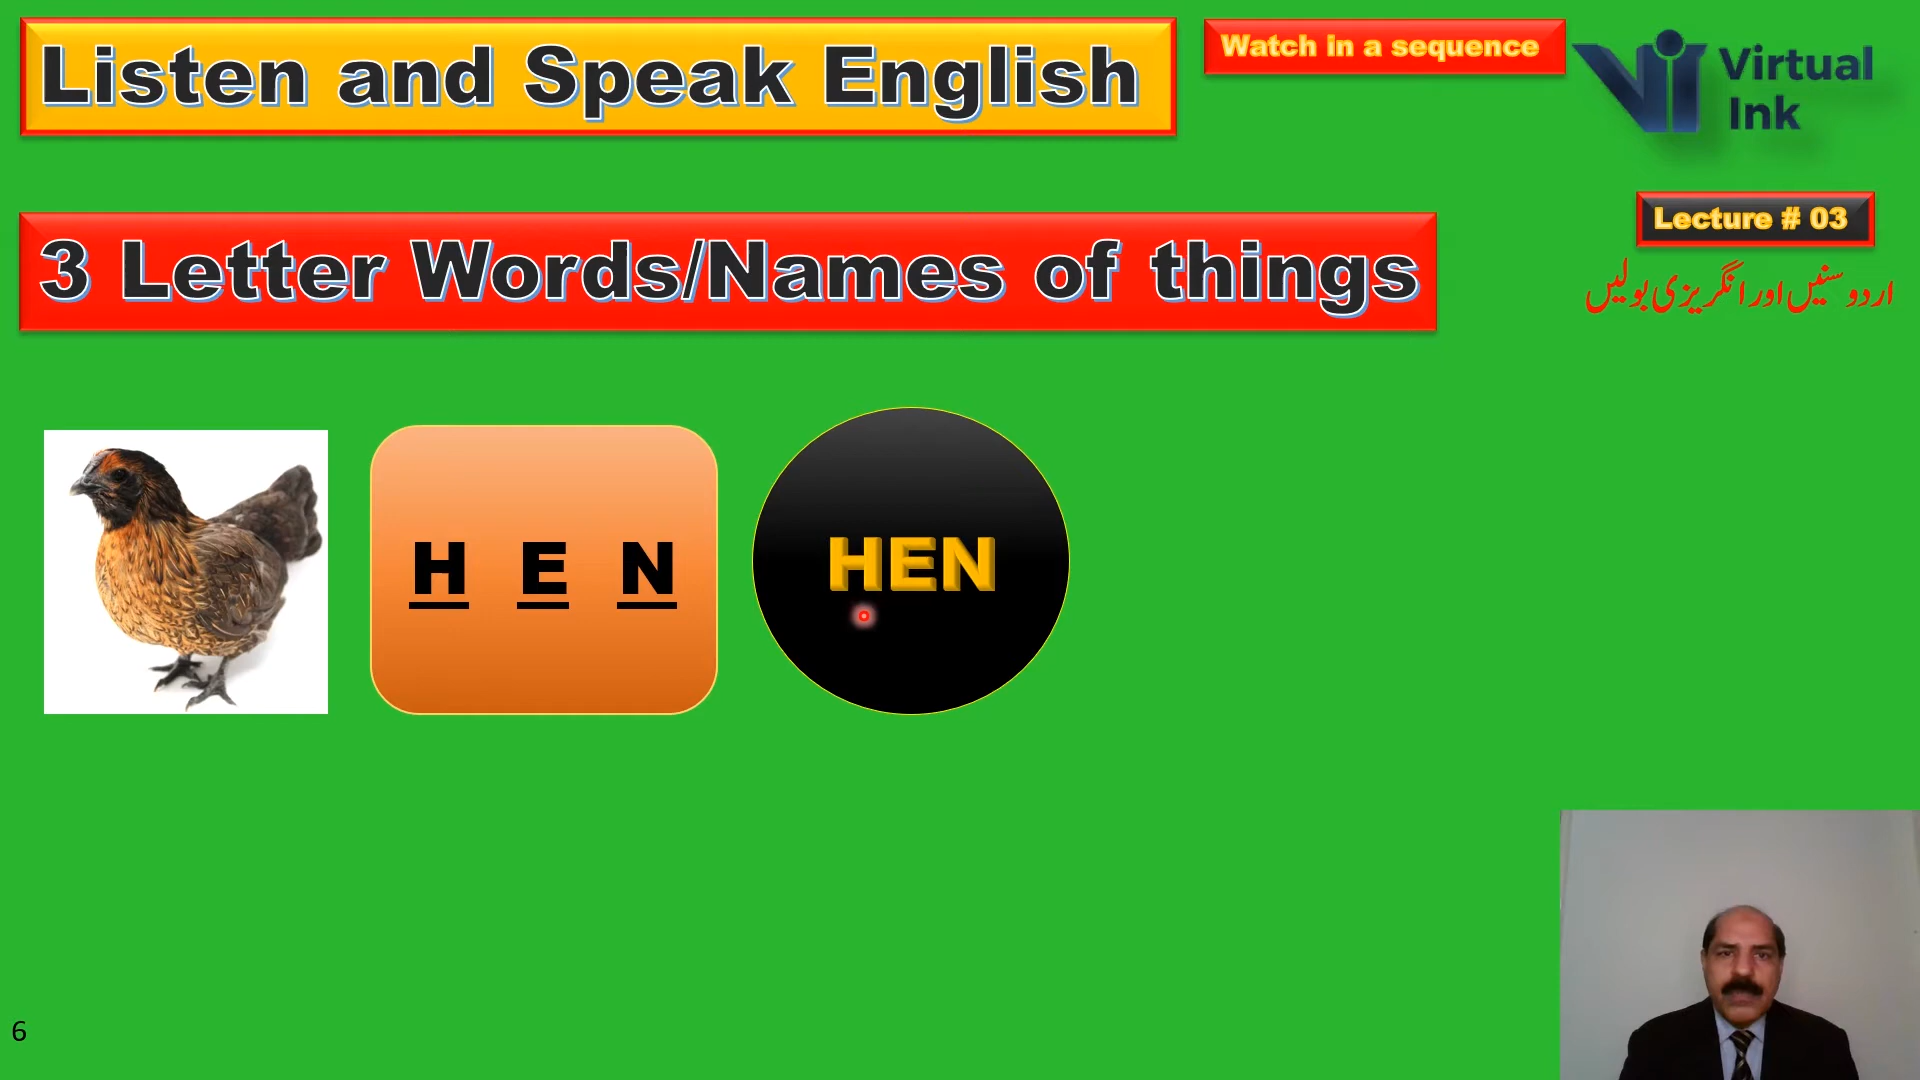 Listen and Speak English
Watch in a sequence
Virtual
Ink
Lecture # 03
اردو سنیں اور انگریزی بولیں
3 Letter Words/Names of things
H E N
HEN
6